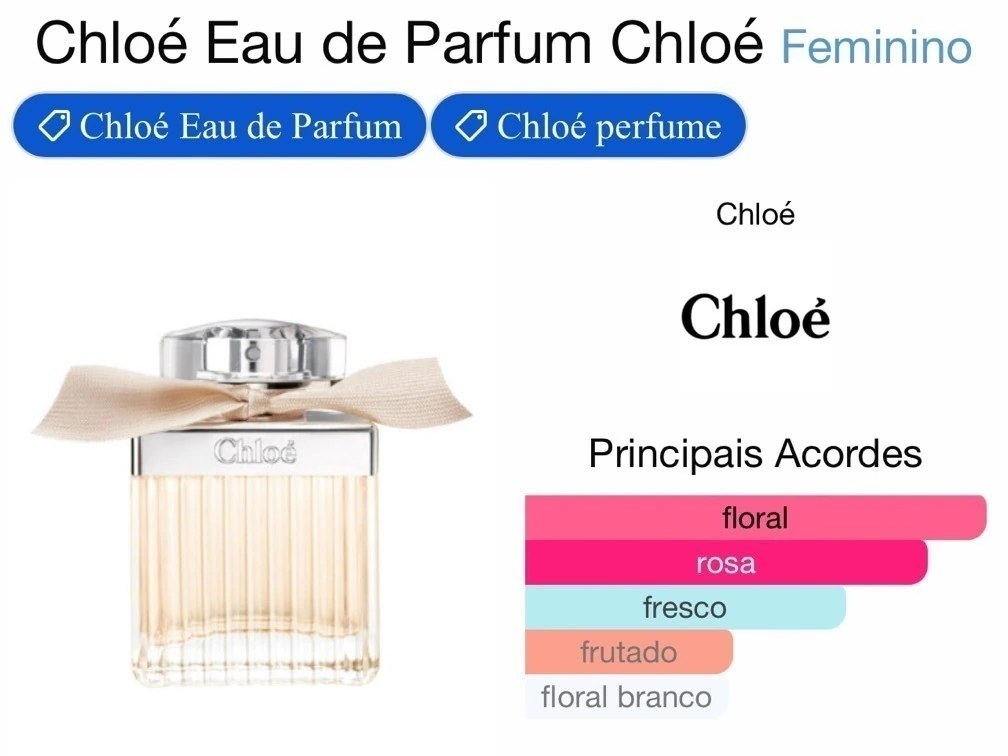 Chloé Eau de Parfum Chloé Feminino
Chloé Eau de Parfum
Chloé perfume
Chloé
Chloé
Chloé
Principais Acordes
floral
rosa
fresco
frutado
floral branco